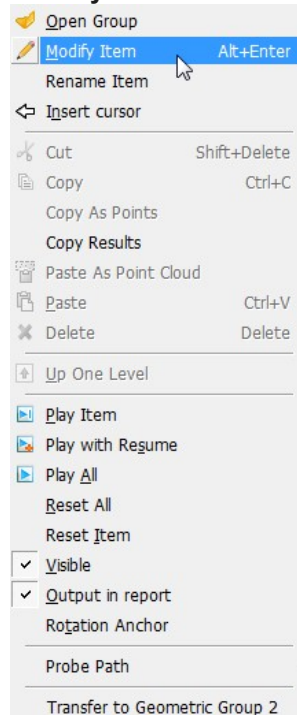 Open Group
Modify Item Alt+Enter
Rename Item
Insert cursor
Cut Shift+Delete
Copy Ctrl+C
Copy As Points
Copy Results
Paste As Point Cloud
Paste Ctrl+V
Delete Delete
Up One Level
Play Item
Play with Resume
Play All
Reset All
Reset Item
Visible
Output in report
Rotation Anchor
Probe Path
Transfer to Geometric Group 2